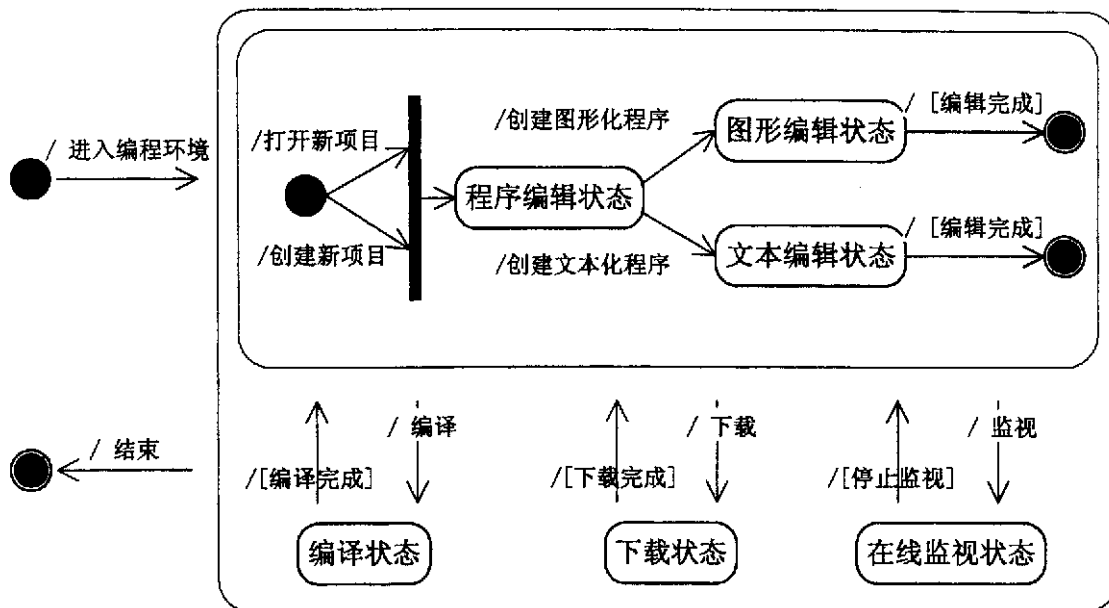 / 进入编程环境
/打开新项目
/创建新项目
程序编辑状态
/创建图形化程序
/创建文本化程序
图形编辑状态
/ [编辑完成]
文本编辑状态
/ [编辑完成]
/ 结束
/[编译完成]
/ 编译
/[下载完成]
/ 下载
/[停止监视]
/ 监视
编译状态
下载状态
在线监视状态